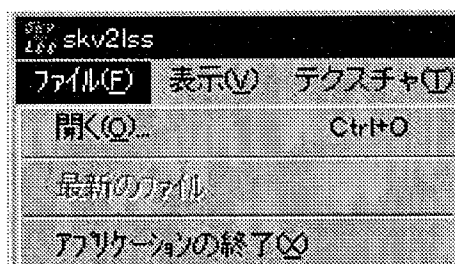 skv2lss
ファイル(F) 表示(V) テクスチャ(T)
開く(O)... Ctrl+O
最新のファイル
アプリケーションの終了(X)